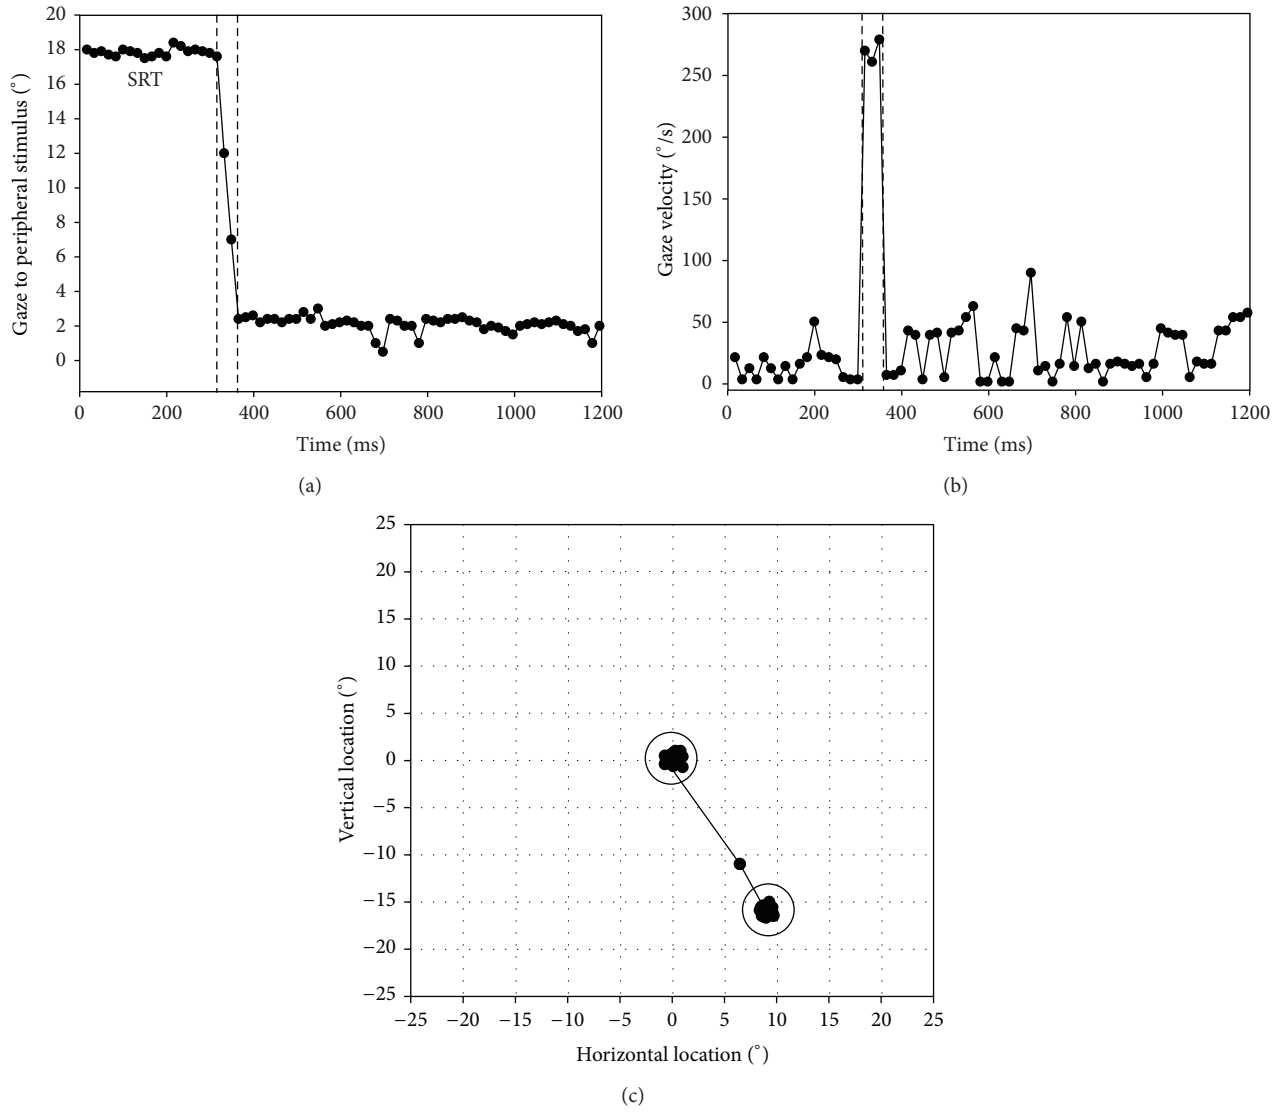 20
18
16
14
12
10
8
6
4
2
0
Gaze to peripheral stimulus (°)
SRT
0 200 400 600 800 1000 1200
Time (ms)
(a)
300
250
200
150
100
50
0
Gaze velocity (°/s)
0 200 400 600 800 1000 1200
Time (ms)
(b)
25
20
15
10
5
0
−5
−10
−15
−20
−25
Vertical location (°)
−25 −20 −15 −10 −5 0 5 10 15 20 25
Horizontal location (°)
(c)